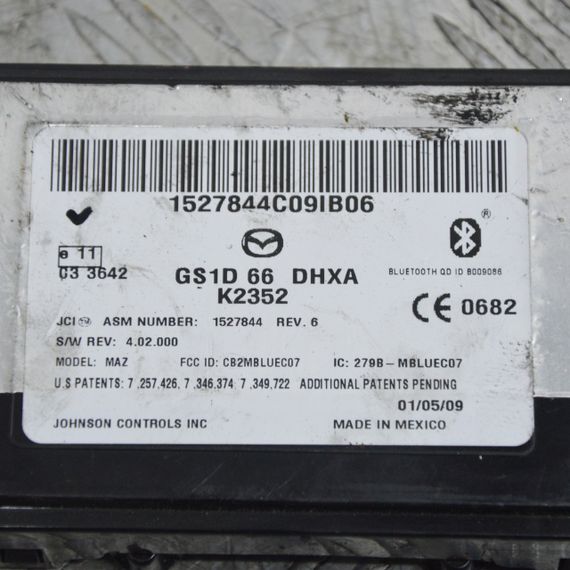 1527844C09IB06
®
e 11
03 3642
GS1D 66 DHXA
K2352
BLUETOOTH QD ID B009086
CE 0682
JCI ASM NUMBER: 1527844 REV. 6
S/W REV: 4.02.000
MODEL: MAZ FCC ID: CB2MBLUEC07 IC: 279B-MBLUEC07
U.S PATENTS: 7 .257.426, 7 .346.374 7 .349.722 ADDITIONAL PATENTS PENDING
01/05/09
JOHNSON CONTROLS INC MADE IN MEXICO